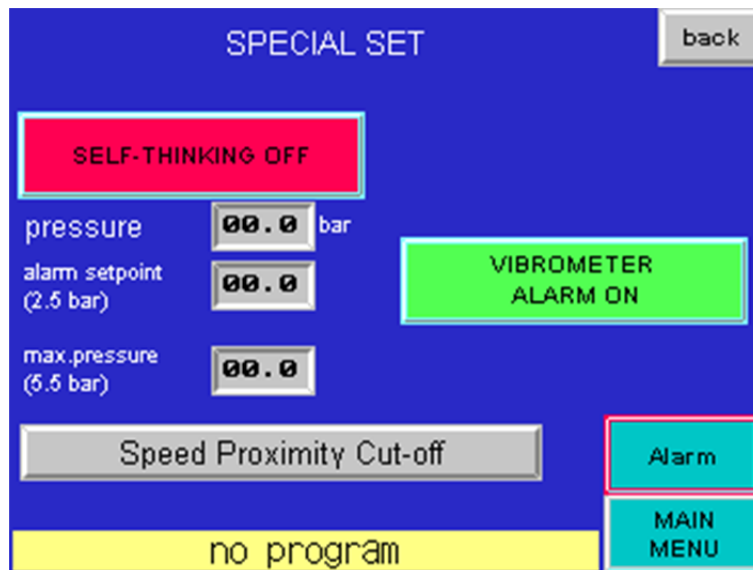 SPECIAL SET
back
SELF-THINKING OFF
pressure 00.0 bar
alarm setpoint
(2.5 bar)
00.0
VIBROMETER
ALARM ON
max.pressure
(5.5 bar)
00.0
Speed Proximity Cut-off
Alarm
no program
MAIN
MENU